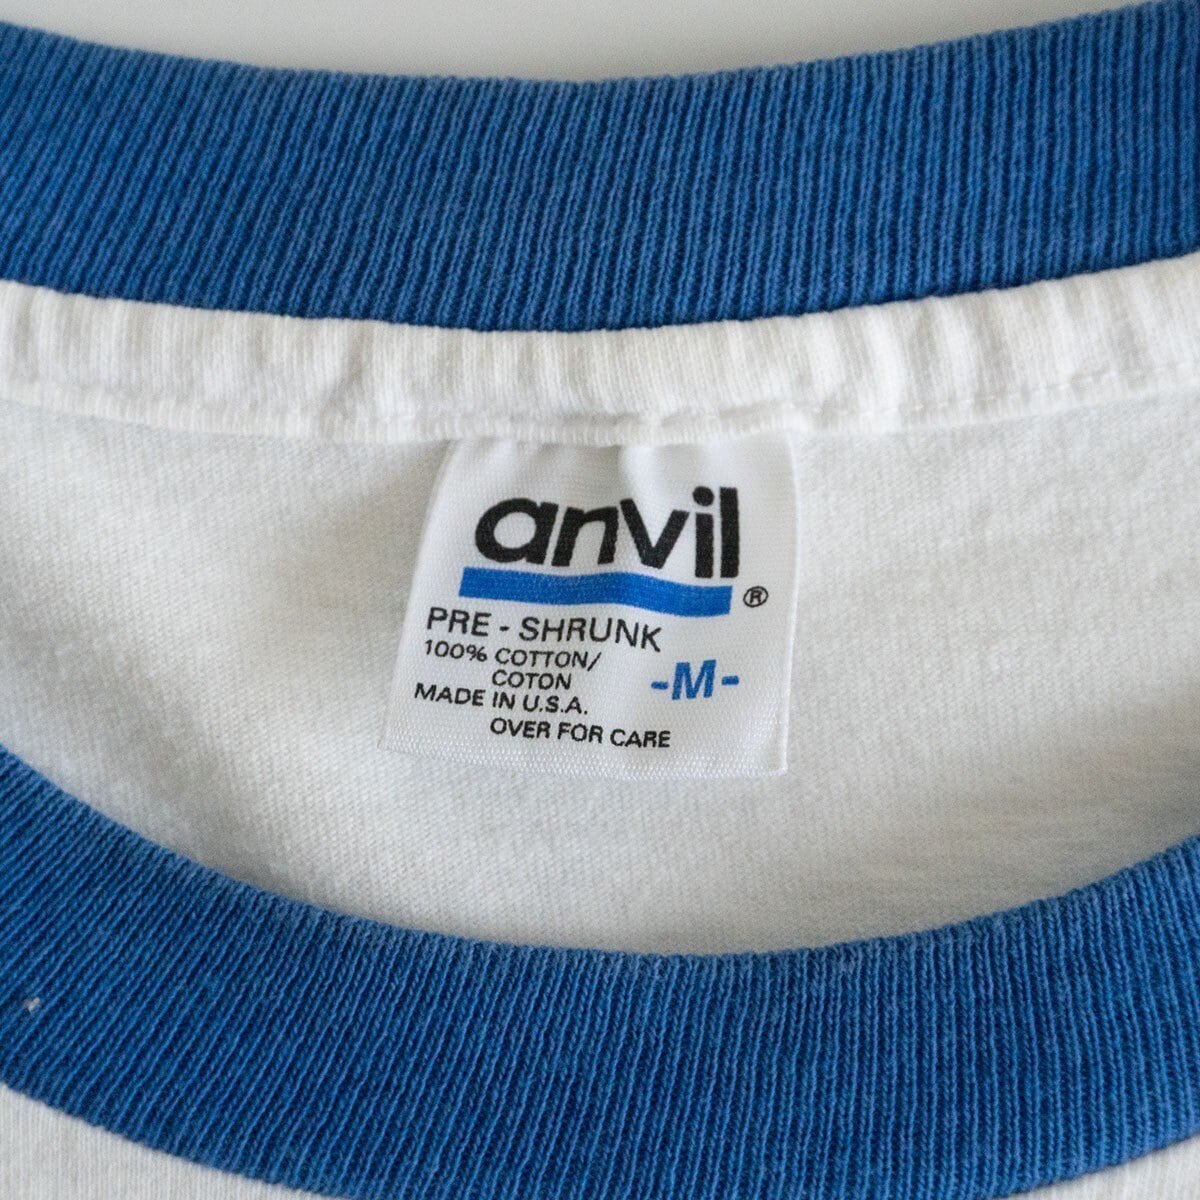 anvil
®
PRE - SHRUNK
100% COTTON/
COTON
-M-
MADE IN U.S.A.
OVER FOR CARE